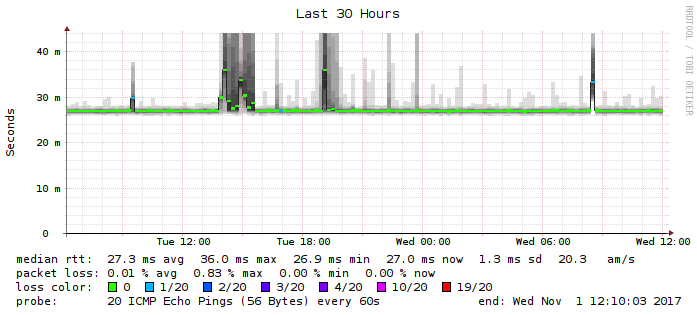 Last 30 Hours
RRDTOOL / TOBI OETIKER
Seconds
40 m
30 m
20 m
10 m
0
Tue 12:00 Tue 18:00 Wed 00:00 Wed 06:00 Wed 12:00
median rtt: 27.3 ms avg 36.0 ms max 26.9 ms min 27.0 ms now 1.3 ms sd 20.3 am/s
packet loss: 0.01 % avg 0.83 % max 0.00 % min 0.00 % now
loss color: 0 1/20 2/20 3/20 4/20 10/20 19/20
probe: 20 ICMP Echo Pings (56 Bytes) every 60s end: Wed Nov 1 12:10:03 2017